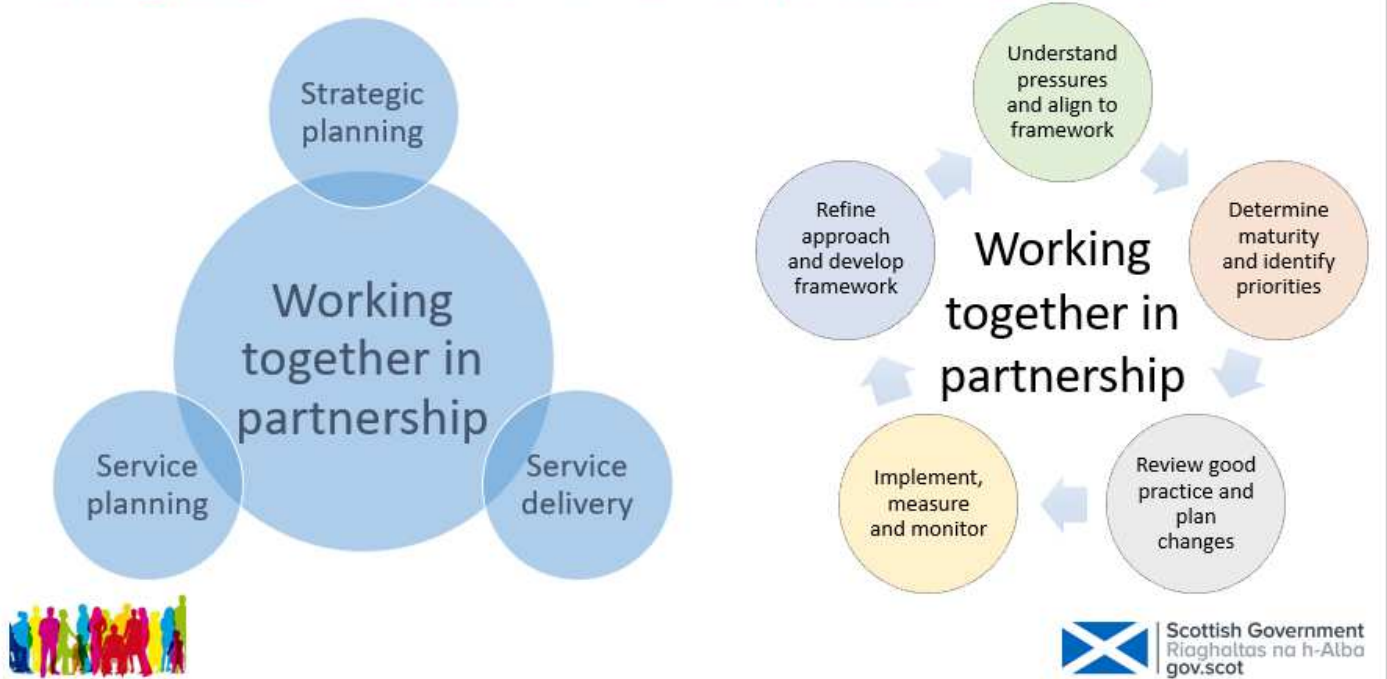 Strategic
planning
Working
together in
partnership
Service
planning
Service
delivery
Understand
pressures
and align to
framework
Determine
maturity
and identify
priorities
Review good
practice and
plan
changes
Implement,
measure
and monitor
Refine
approach
and develop
framework
Working
together in
partnership
Scottish Government
Riaghaltas na h-Alba
gov.scot